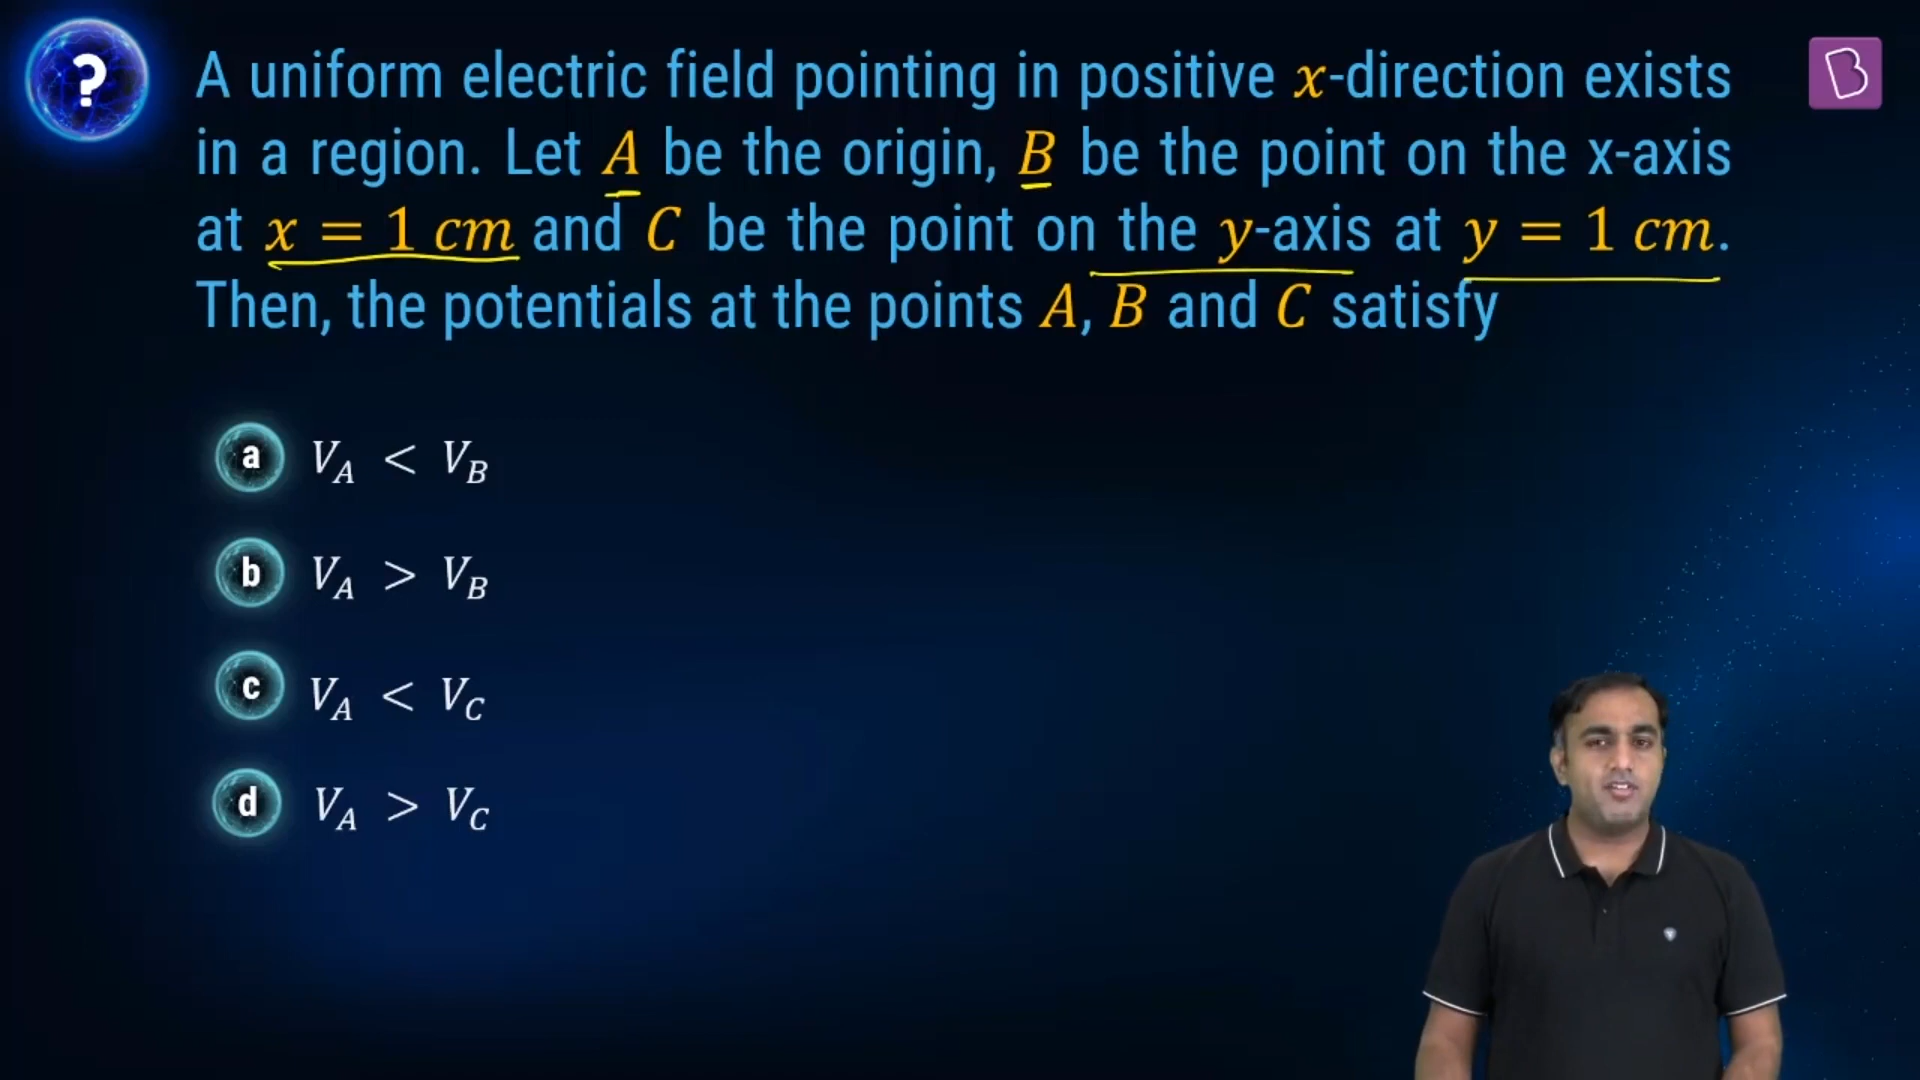 ?
A uniform electric field pointing in positive x-direction exists
B
in a region. Let A be the origin, B be the point on the x-axis
at x = 1 cm and C be the point on the y-axis at y = 1 cm.
Then, the potentials at the points A, B and C satisfy
a V_A < V_B
b V_A > V_B
c V_A < V_C
d V_A > V_C